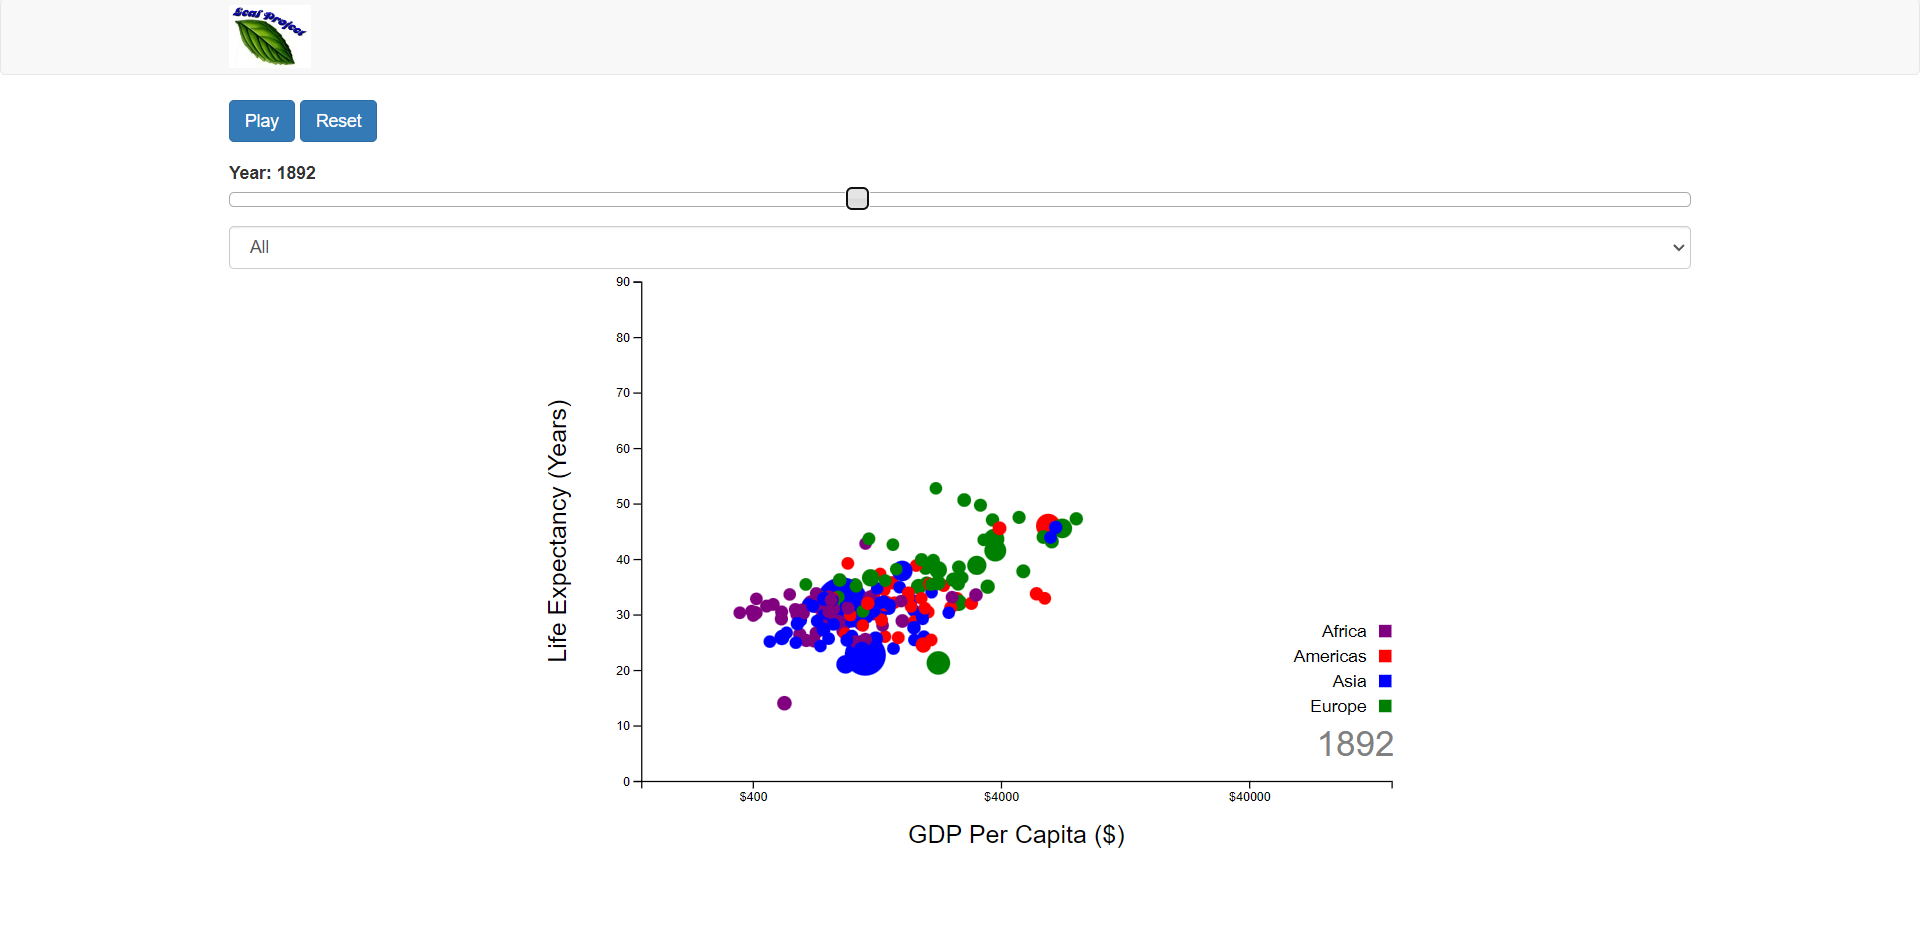 Leaf Project
Play Reset
Year: 1892
All
90
80
70
60
50
40
30
20
10
0
Life Expectancy (Years)
$400 $4000 $40000
GDP Per Capita ($)
Africa
Americas
Asia
Europe
1892